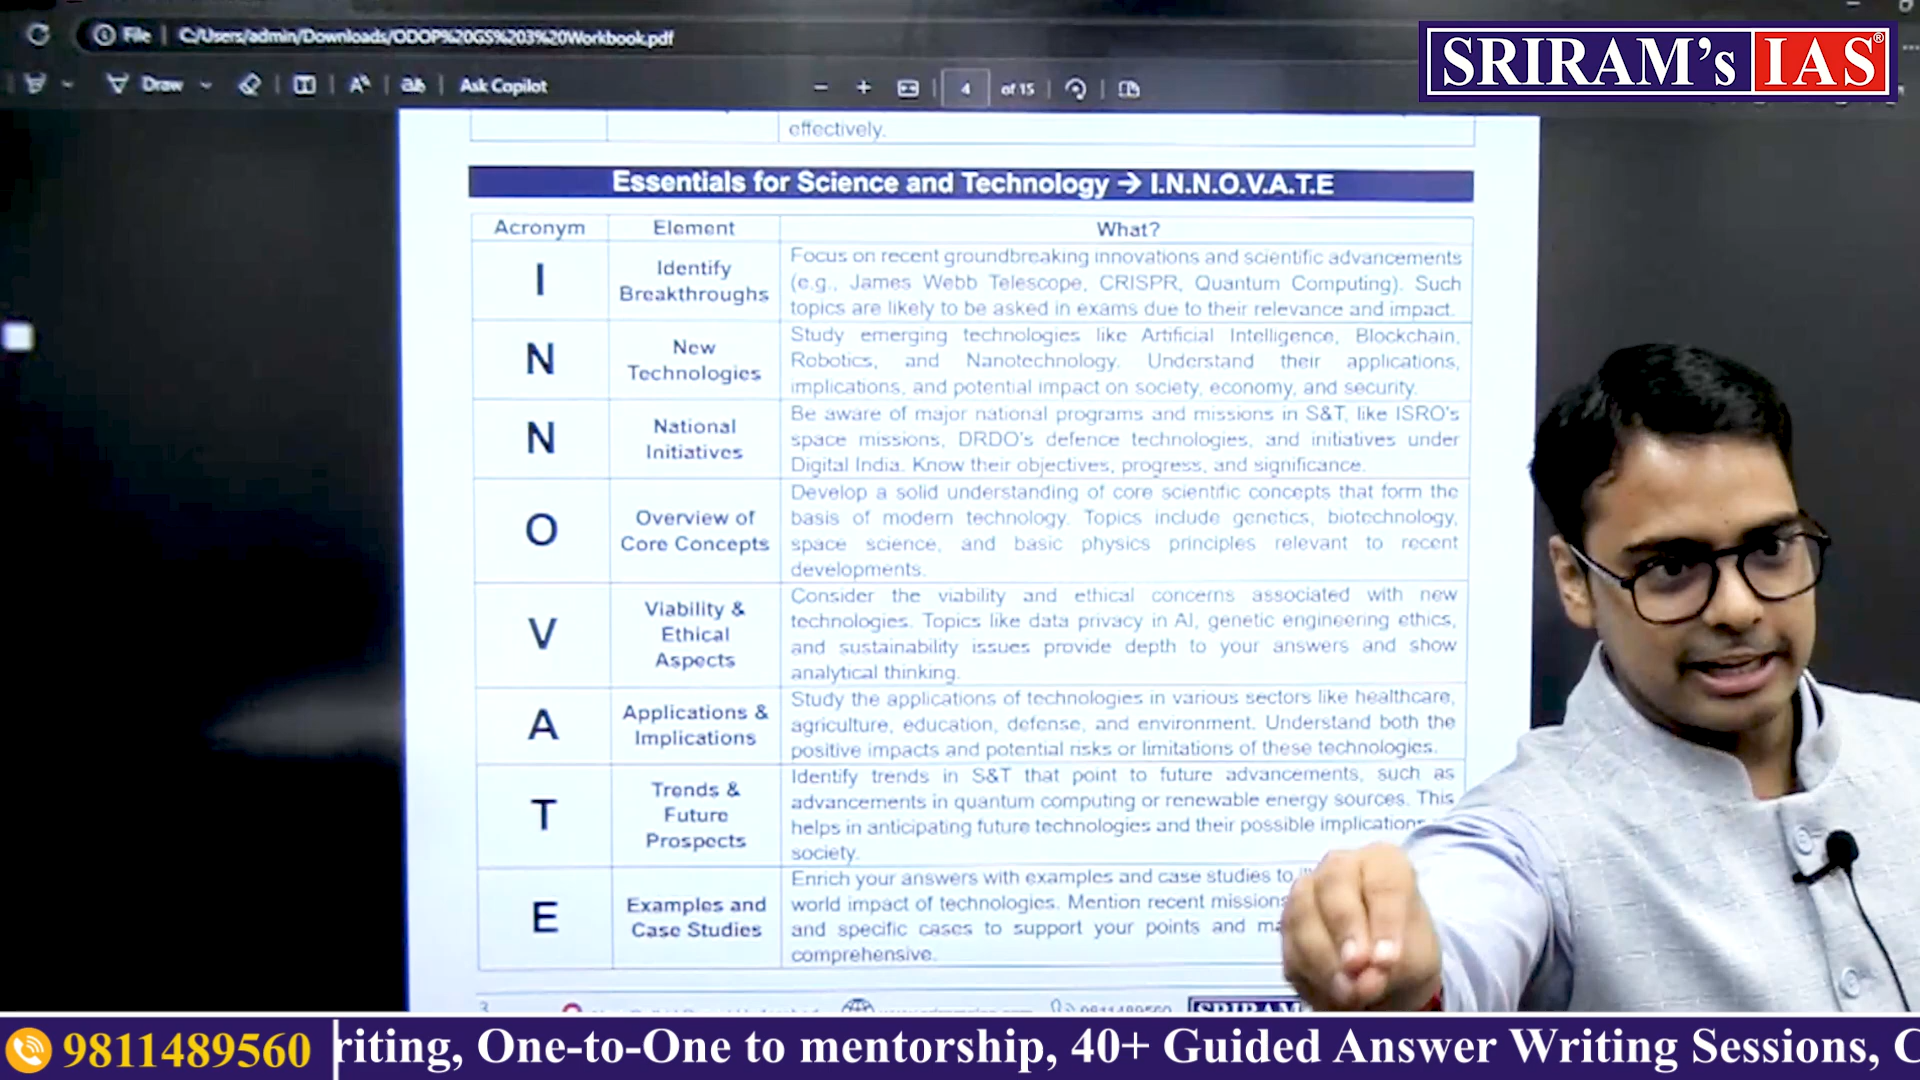 File | C:/Users/admin/Downloads/ODOP%20GS%203%20Workbook.pdf
SRIRAM's IAS
Draw
Ask Copilot
4 of 15
effectively.
Essentials for Science and Technology → I.N.N.O.V.A.T.E
Acronym Element What?
I
Identify
Breakthroughs
Focus on recent groundbreaking innovations and scientific advancements
(e.g., James Webb Telescope, CRISPR, Quantum Computing). Such
topics are likely to be asked in exams due to their relevance and impact.
N
New
Technologies
Study emerging technologies like Artificial Intelligence, Blockchain,
Robotics, and Nanotechnology. Understand their applications,
implications, and potential impact on society, economy, and security.
N
National
Initiatives
Be aware of major national programs and missions in S&T, like ISRO's
space missions, DRDO's defence technologies, and initiatives under
Digital India. Know their objectives, progress, and significance.
O
Overview of
Core Concepts
Develop a solid understanding of core scientific concepts that form the
basis of modern technology. Topics include genetics, biotechnology,
space science, and basic physics principles relevant to recent
developments.
V
Viability &
Ethical
Aspects
Consider the viability and ethical concerns associated with new
technologies. Topics like data privacy in AI, genetic engineering ethics,
and sustainability issues provide depth to your answers and show
analytical thinking.
A
Applications &
Implications
Study the applications of technologies in various sectors like healthcare,
agriculture, education, defense, and environment. Understand both the
positive impacts and potential risks or limitations of these technologies.
T
Trends &
Future
Prospects
Identify trends in S&T that point to future advancements, such as
advancements in quantum computing or renewable energy sources. This
helps in anticipating future technologies and their possible implications
society.
E
Examples and
Case Studies
Enrich your answers with examples and case studies to
world impact of technologies. Mention recent missions
and specific cases to support your points and
comprehensive.
9811489560
riting, One-to-One to mentorship, 40+ Guided Answer Writing Sessions, C